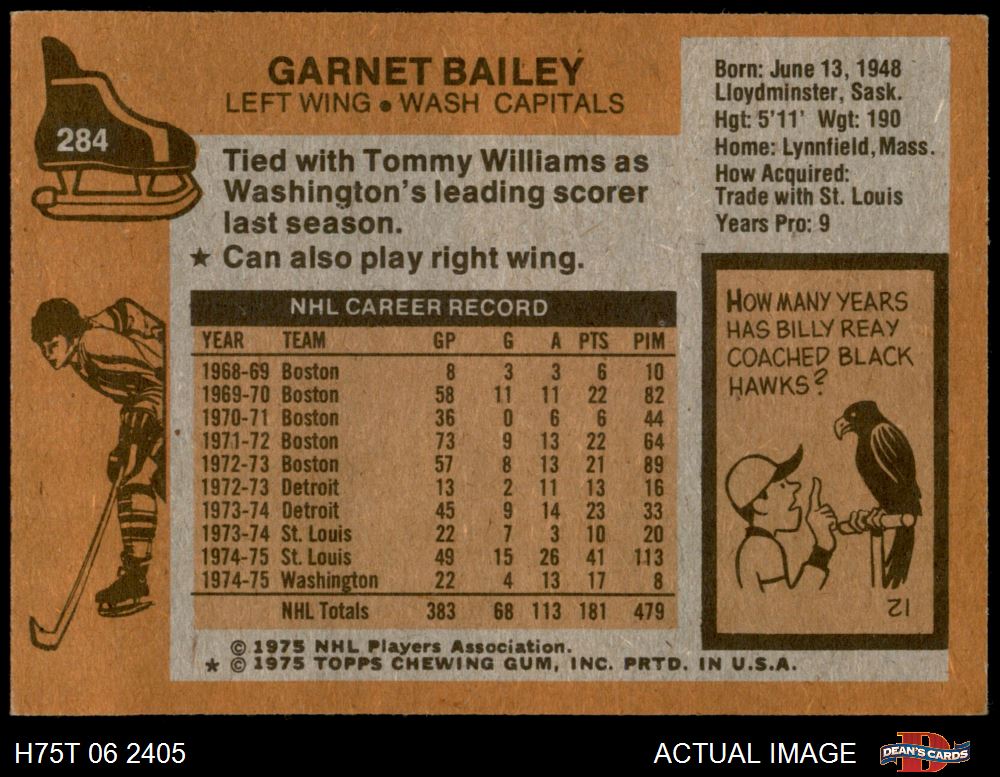 GARNET BAILEY
LEFT WING • WASH CAPITALS
284
Tied with Tommy Williams as
Washington's leading scorer
last season.
★ Can also play right wing.
Born: June 13, 1948
Lloydminster, Sask.
Hgt: 5'11' Wgt: 190
Home: Lynnfield, Mass.
How Acquired:
Trade with St. Louis
Years Pro: 9
NHL CAREER RECORD
YEAR TEAM GP G A PTS PIM
1968-69 Boston 8 3 3 6 10
1969-70 Boston 58 11 11 22 82
1970-71 Boston 36 0 6 6 44
1971-72 Boston 73 9 13 22 64
1972-73 Boston 57 8 13 21 89
1972-73 Detroit 13 2 11 13 16
1973-74 Detroit 45 9 14 23 33
1973-74 St. Louis 22 7 3 10 20
1974-75 St. Louis 49 15 26 41 113
1974-75 Washington 22 4 13 17 8
NHL Totals 383 68 113 181 479
HOW MANY YEARS
HAS BILLY REAY
COACHED BLACK
HAWKS?
12
© 1975 NHL Players Association.
★ © 1975 TOPPS CHEWING GUM, INC. PRTD. IN U.S.A.
H75T 06 2405
ACTUAL IMAGE
D
DEAN'S CARDS